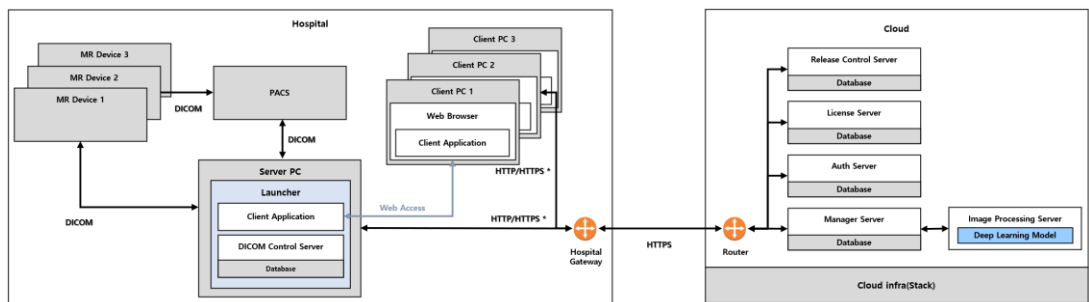 Hospital
MR Device 3
MR Device 2
MR Device 1
DICOM
PACS
DICOM
DICOM
Client PC 3
Client PC 2
Client PC 1
Web Browser
Client Application
HTTP/HTTPS *
Server PC
Launcher
Client Application
DICOM Control Server
Database
Web Access
HTTP/HTTPS *
Hospital
Gateway
HTTPS
Cloud
Router
Release Control Server
Database
License Server
Database
Auth Server
Database
Manager Server
Database
Image Processing Server
Deep Learning Model
Cloud infra(Stack)